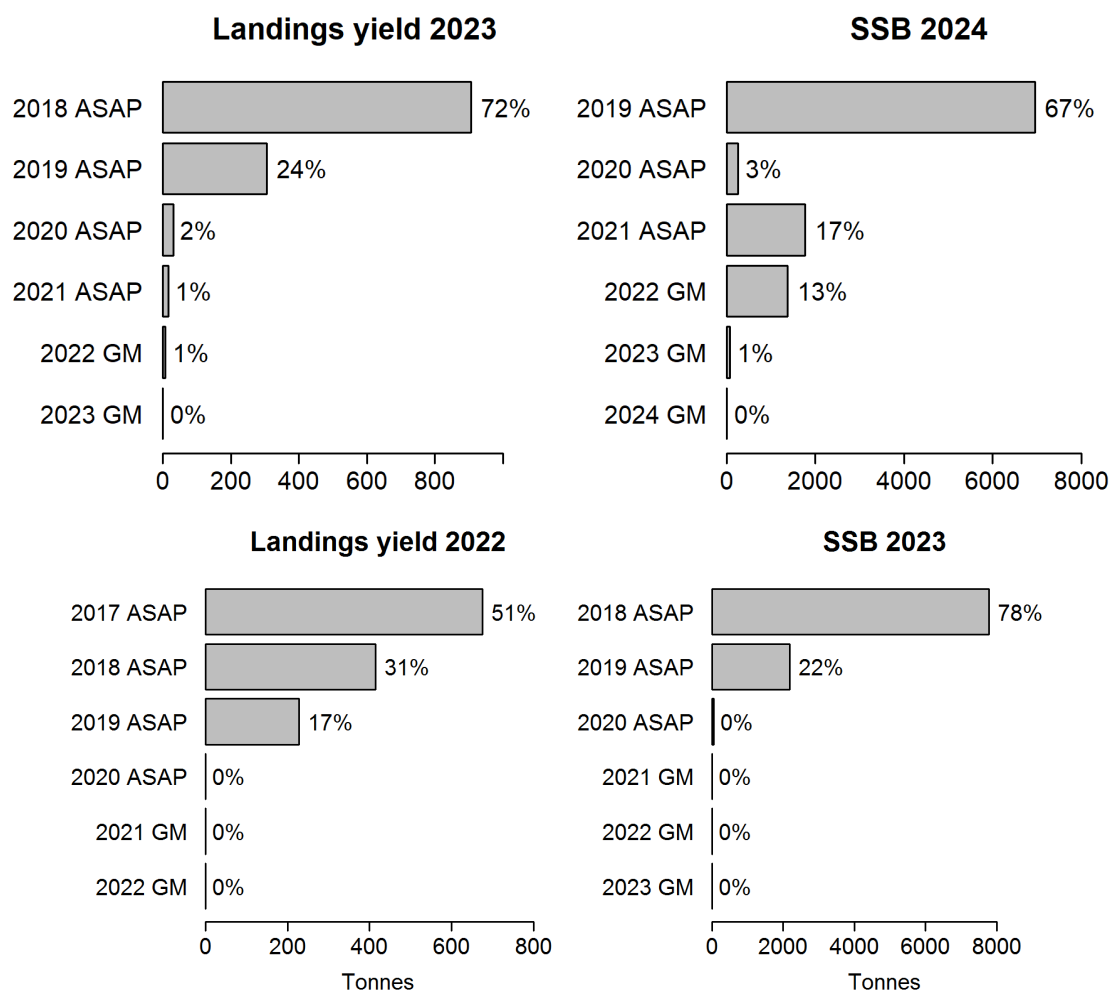 Landings yield 2023
2018 ASAP 72%
2019 ASAP 24%
2020 ASAP 2%
2021 ASAP 1%
2022 GM 1%
2023 GM 0%
0 200 400 600 800
SSB 2024
2019 ASAP 67%
2020 ASAP 3%
2021 ASAP 17%
2022 GM 13%
2023 GM 1%
2024 GM 0%
0 2000 4000 6000 8000
Landings yield 2022
2017 ASAP 51%
2018 ASAP 31%
2019 ASAP 17%
2020 ASAP 0%
2021 GM 0%
2022 GM 0%
0 200 400 600 800
Tonnes
SSB 2023
2018 ASAP 78%
2019 ASAP 22%
2020 ASAP 0%
2021 GM 0%
2022 GM 0%
2023 GM 0%
0 2000 4000 6000 8000
Tonnes